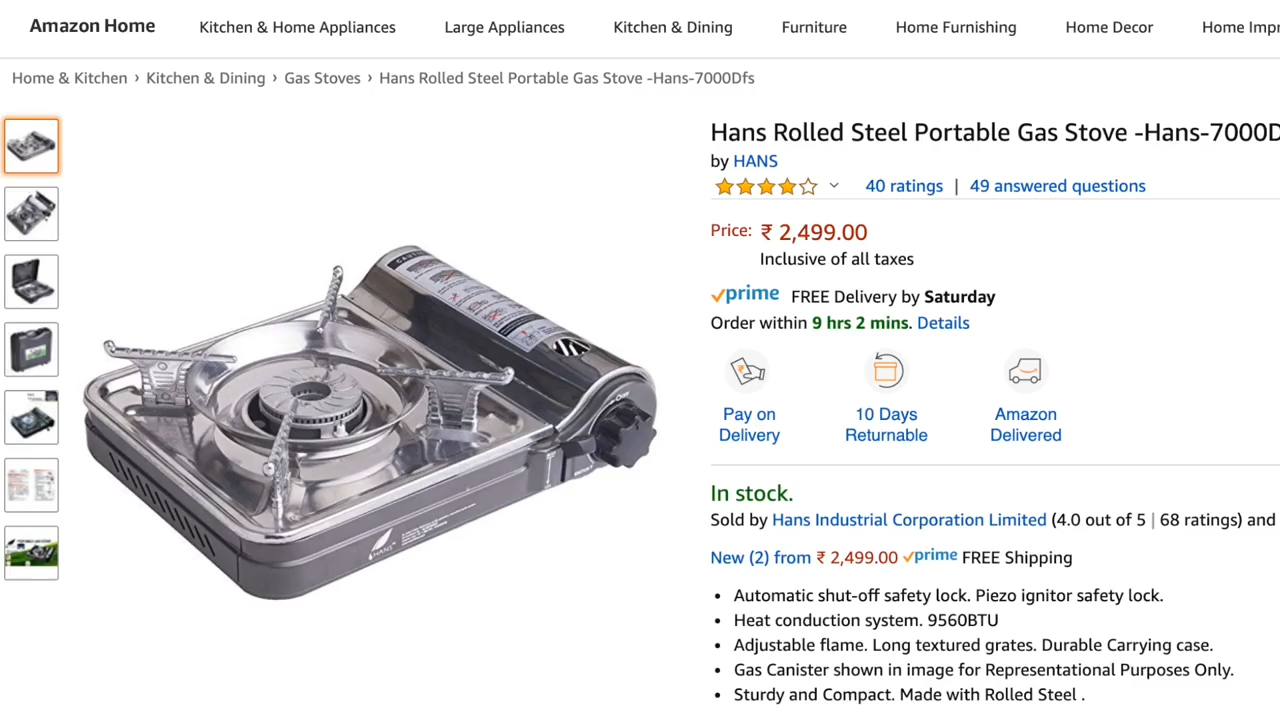 Amazon Home Kitchen & Home Appliances Large Appliances Kitchen & Dining Furniture Home Furnishing Home Decor Home Impr
Home & Kitchen › Kitchen & Dining › Gas Stoves › Hans Rolled Steel Portable Gas Stove -Hans-7000Dfs
Hans Rolled Steel Portable Gas Stove -Hans-7000D
by HANS
40 ratings | 49 answered questions
Price: ₹ 2,499.00
Inclusive of all taxes
prime FREE Delivery by Saturday
Order within 9 hrs 2 mins. Details
Pay on Delivery
10 Days Returnable
Amazon Delivered
In stock.
Sold by Hans Industrial Corporation Limited (4.0 out of 5 | 68 ratings) and
New (2) from ₹ 2,499.00 prime FREE Shipping
• Automatic shut-off safety lock. Piezo ignitor safety lock.
• Heat conduction system. 9560BTU
• Adjustable flame. Long textured grates. Durable Carrying case.
• Gas Canister shown in image for Representational Purposes Only.
• Sturdy and Compact. Made with Rolled Steel .
HANS